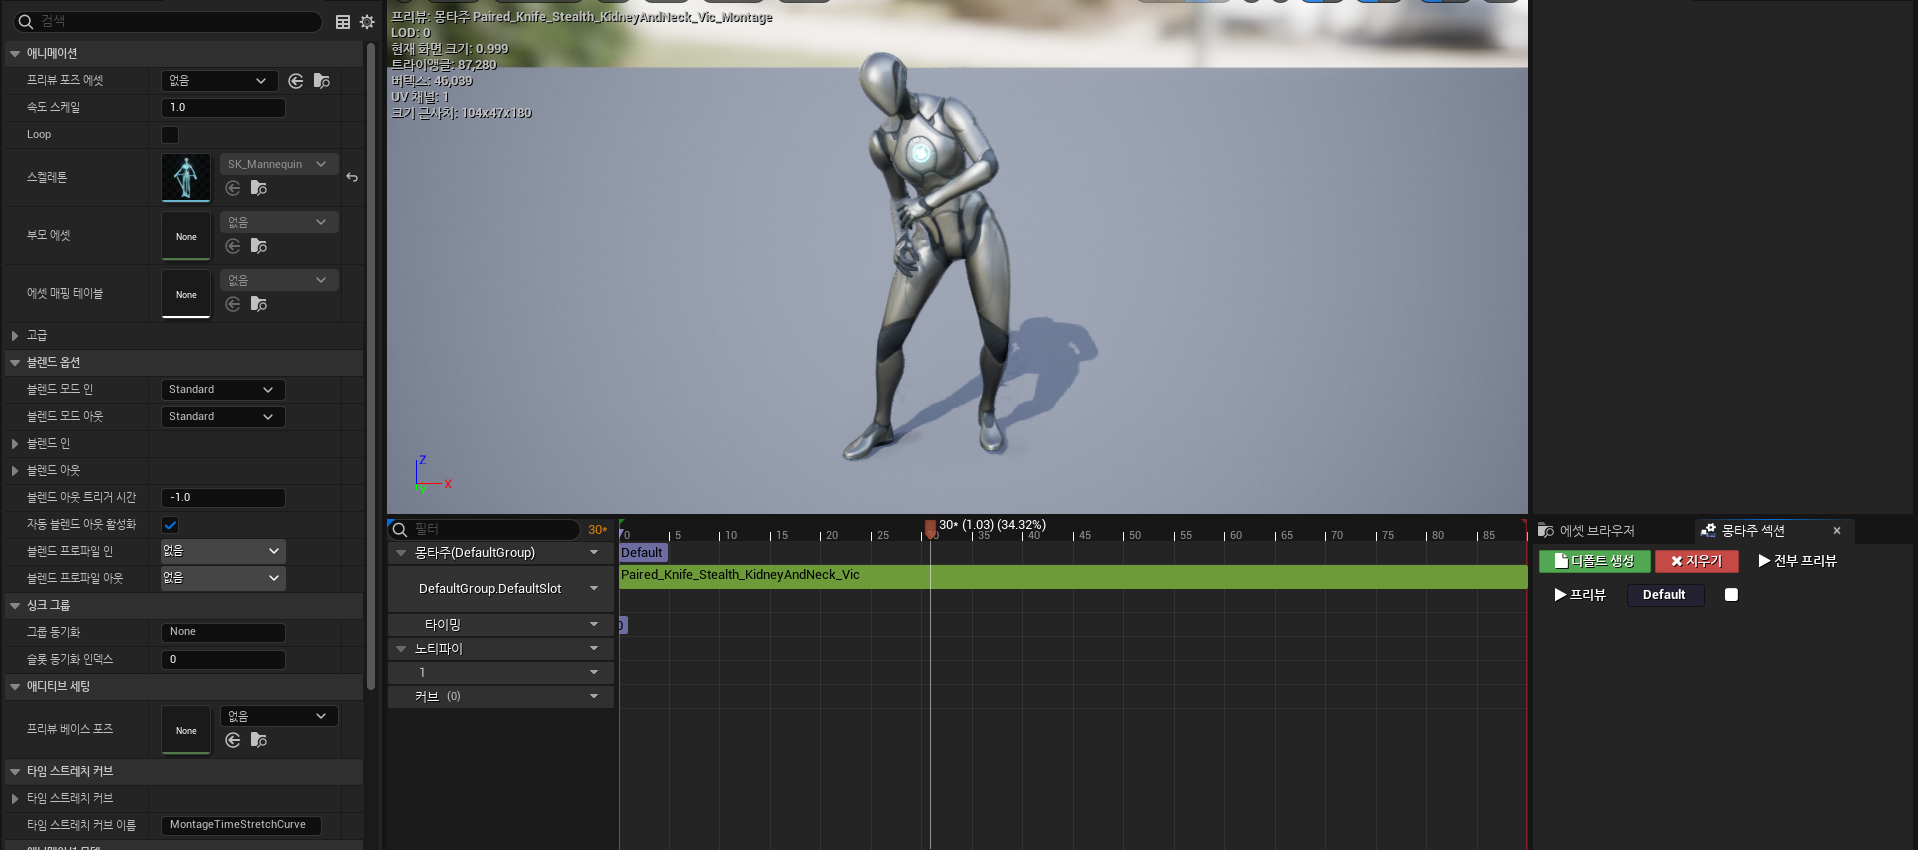 검색
애니메이션
프리뷰 포즈 에셋
없음
속도 스케일
1.0
Loop
스켈레톤
SK_Mannequin
부모 에셋
None
없음
에셋 매핑 테이블
None
없음
고급
블렌드 옵션
블렌드 모드 인
Standard
블렌드 모드 아웃
Standard
블렌드 인
블렌드 아웃
블렌드 아웃 트리거 시간
-1.0
자동 블렌드 아웃 활성화
블렌드 프로파일 인
없음
블렌드 프로파일 아웃
없음
싱크 그룹
그룹 동기화
None
슬롯 동기화 인덱스
0
애디티브 세팅
프리뷰 베이스 포즈
None
없음
타임 스트레치 커브
타임 스트레치 커브
타임 스트레치 커브 이름
MontageTimeStretchCurve
프리뷰: 몽타주 Paired_Knife_Stealth_KidneyAndNeck_Vic_Montage
LOD: 0
현재 화면 크기: 0.999
트라이앵글: 87,280
버텍스: 46,039
UV 채널: 1
크기 근사치: 104x47x180
Z
X
Y
필터
30*
30* (1.03) (34.32%)
0 5 10 15 20 25 30 35 40 45 50 55 60 65 70 75 80 85
몽타주(DefaultGroup)
Default
DefaultGroup.DefaultSlot
Paired_Knife_Stealth_KidneyAndNeck_Vic
타이밍
0
노티파이
1
커브 (0)
에셋 브라우저
몽타주 섹션
디폴트 생성
지우기
전부 프리뷰
프리뷰
Default